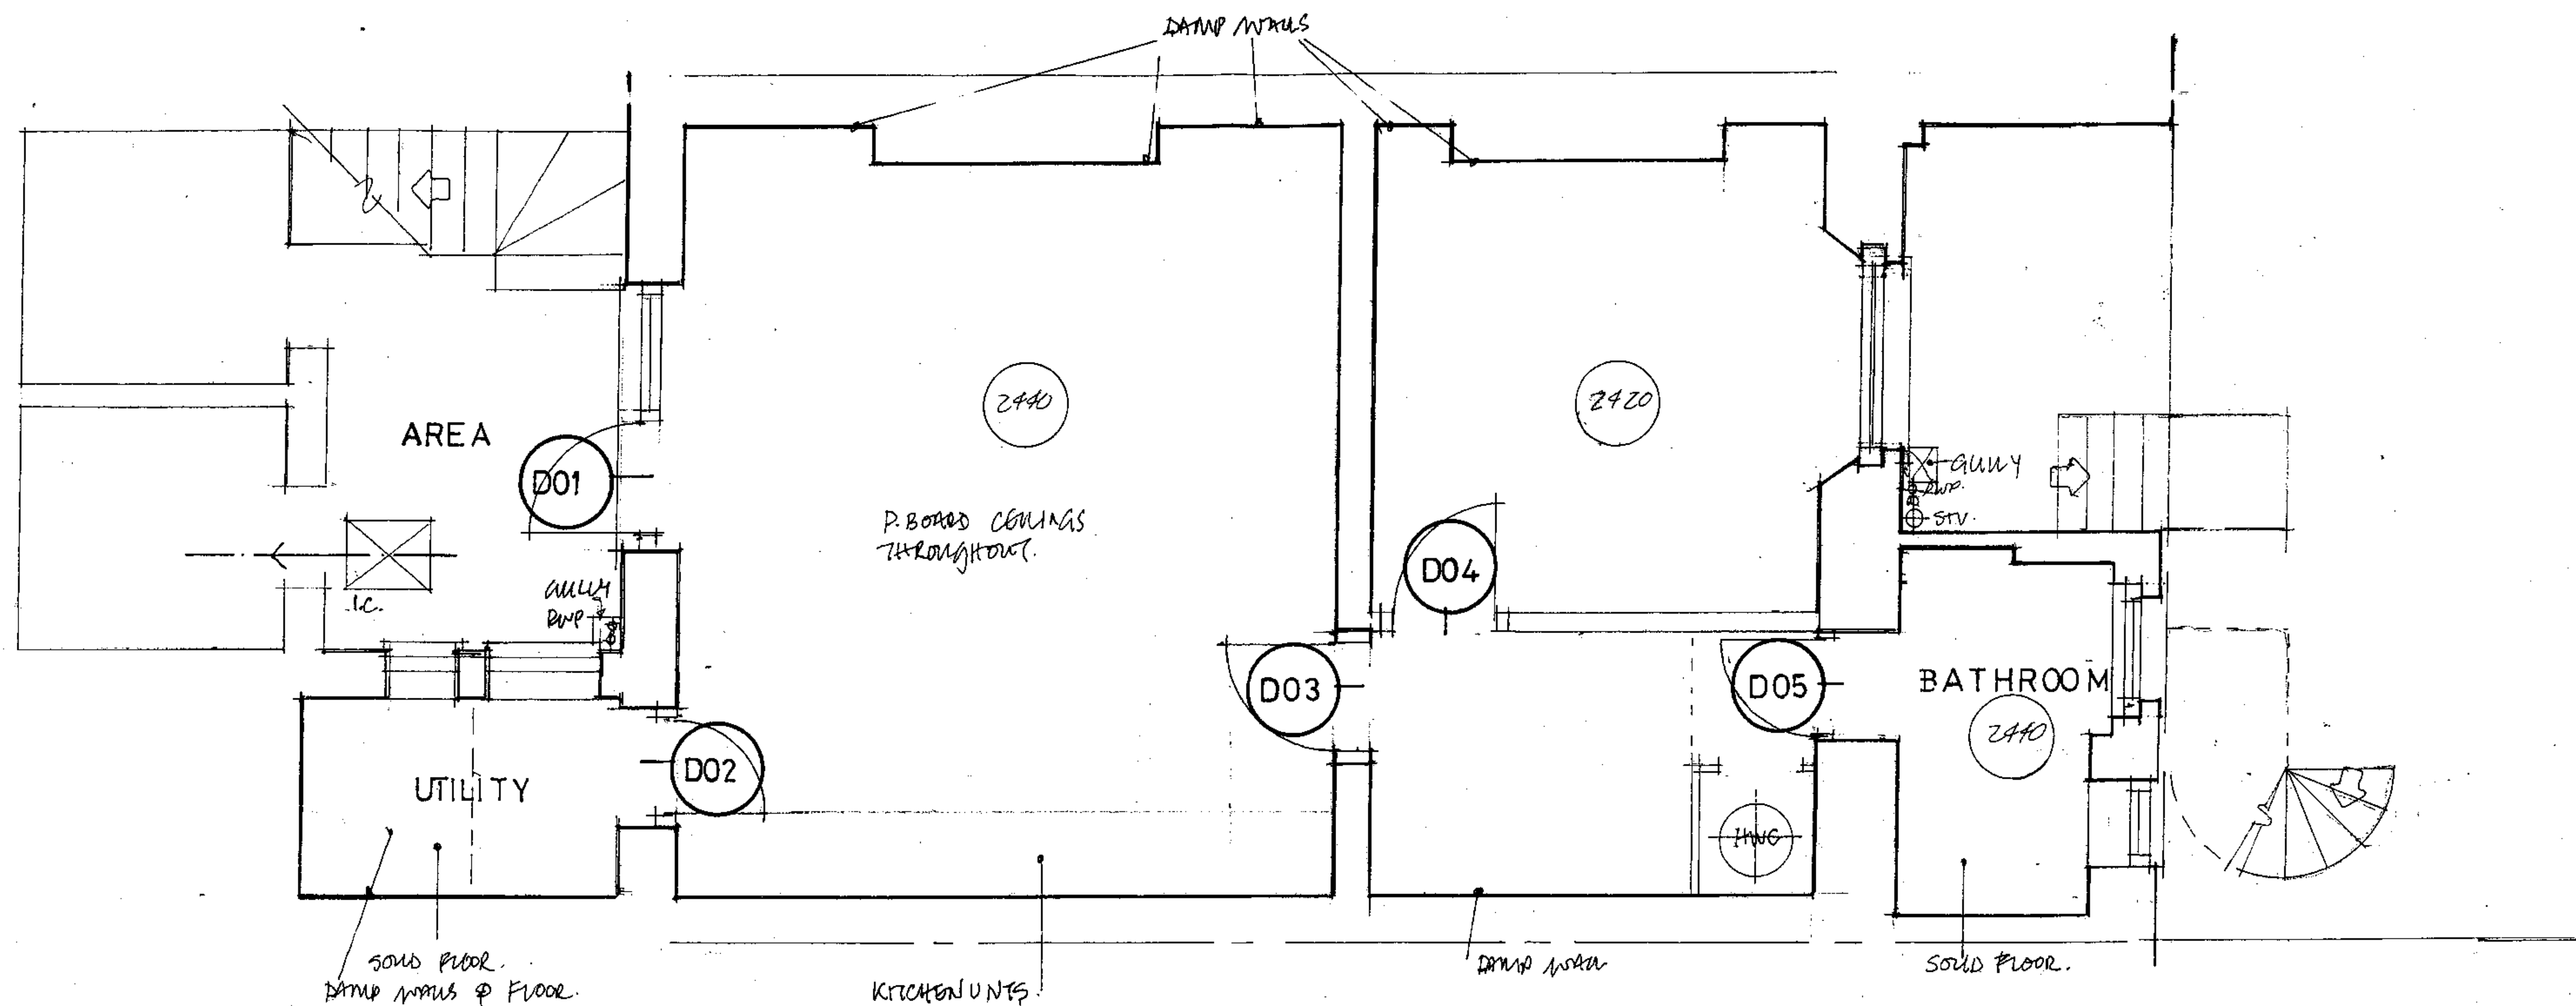 DAMP WALLS
2440
2420
AREA
D01
GULLY
RWP.
STV.
P. BOARD CEILINGS
THROUGHOUT.
D04
I.C.
GULLY
RWP
D03
D05
BATHROOM
2440
D02
UTILITY
HWC
SOLID FLOOR.
DAMP WALLS & FLOOR.
KITCHEN UNITS.
DAMP WALL
SOLID FLOOR.